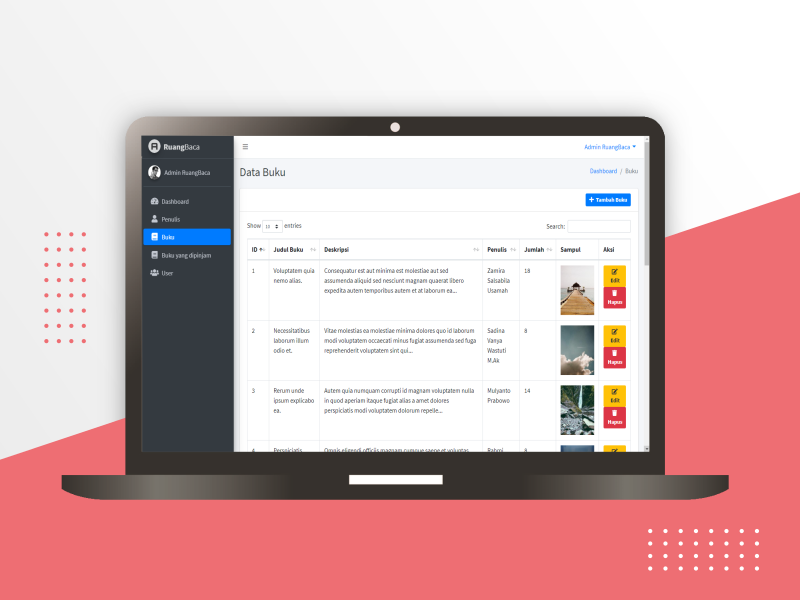 RuangBaca
Admin RuangBaca
Dashboard
Penulis
Buku
Buku yang dipinjam
User
Admin RuangBaca
Data Buku
Dashboard / Buku
+ Tambah Buku
Show 10 entries
Search:
ID Judul Buku Deskripsi Penulis Jumlah Sampul Aksi
1 Voluptatem quia Consequatur est aut minima est molestiae aut sed Zamira 18
nemo alias. assumenda aliquid sed nesciunt magnam quaerat libero Salsabila
expedita autem temporibus autem et at laborum ea... Usamah
Edit
Hapus
2 Necessitatibus Vitae molestias ea molestiae minima dolores quo id laborum Sadina 8
laborum illum modi voluptatem occaecati minus fugiat assumenda sed fuga Vanya
odio et. reprehenderit voluptatem sint qui... Wastuti
M.Ak
Edit
Hapus
3 Rerum unde Autem quia numquam corrupti id magnam voluptatem nulla Mulyanto 14
ipsum explicabo in quod aperiam itaque fugiat alias a amet dolores Prabowo
ea. perspiciatis modi voluptatem dolorum repelle...
Edit
Hapus
4 Perspiciatis Omnis eligendi officiis magnam cumque saepe et voluptas Rahmi 8